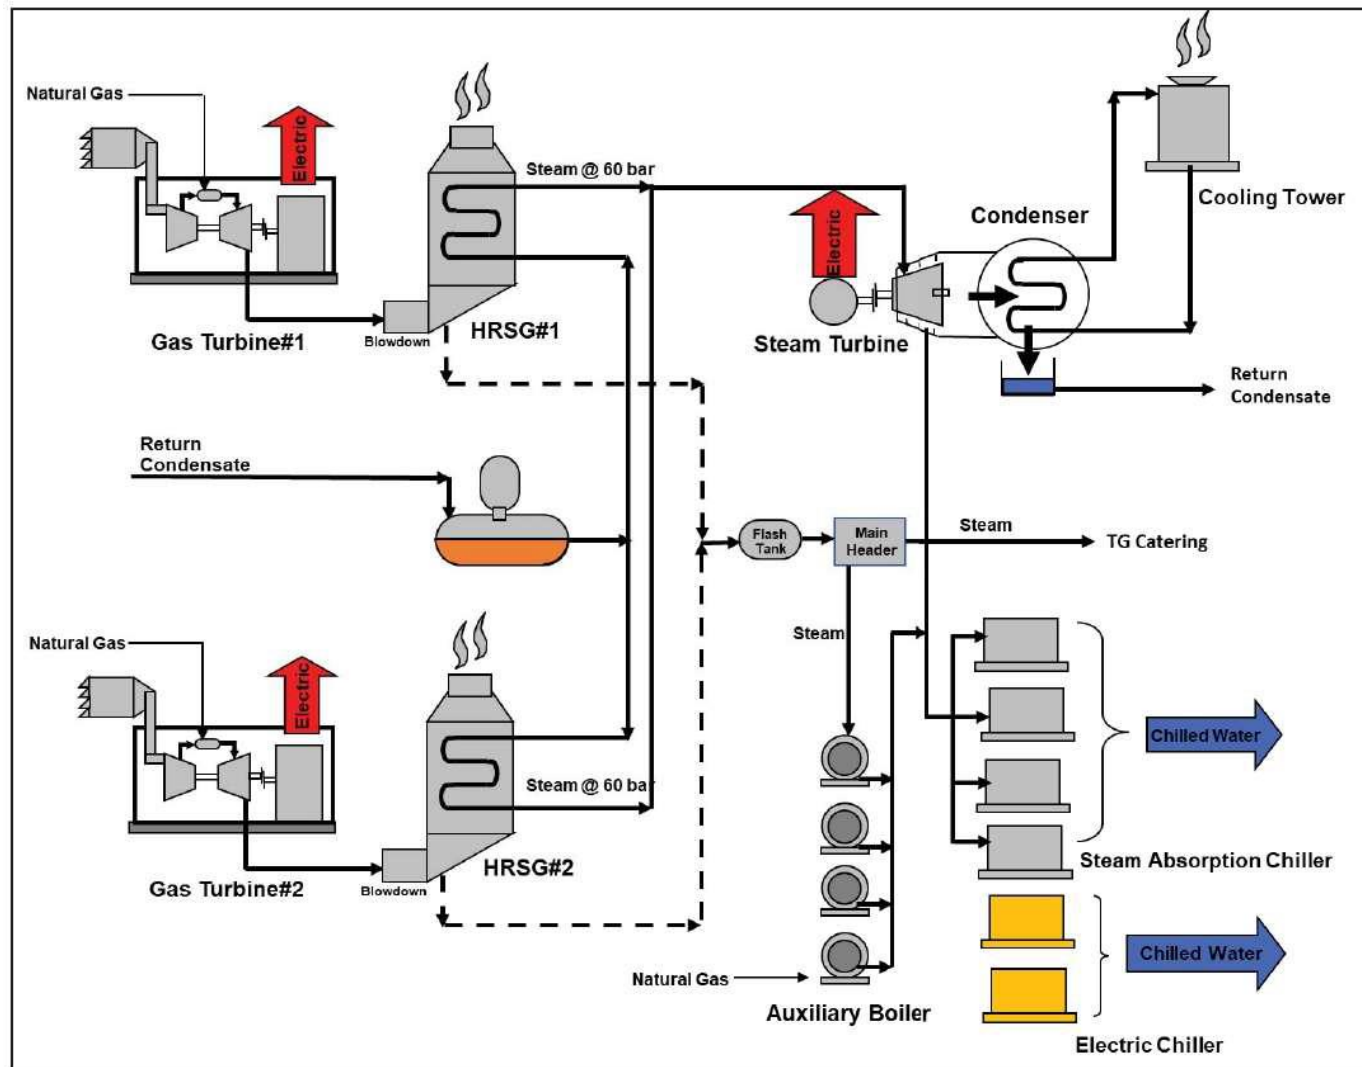 Natural Gas
Electric
Steam @ 60 bar
Cooling Tower
Condenser
Electric
Gas Turbine#1
Blowdown
HRSG#1
Steam Turbine
Return
Condensate
Return
Condensate
Flash
Tank
Main
Header
Steam
TG Catering
Natural Gas
Electric
Steam
Chilled Water
Steam @ 60 bar
Gas Turbine#2
Blowdown
HRSG#2
Steam Absorption Chiller
Chilled Water
Natural Gas
Auxiliary Boiler
Electric Chiller